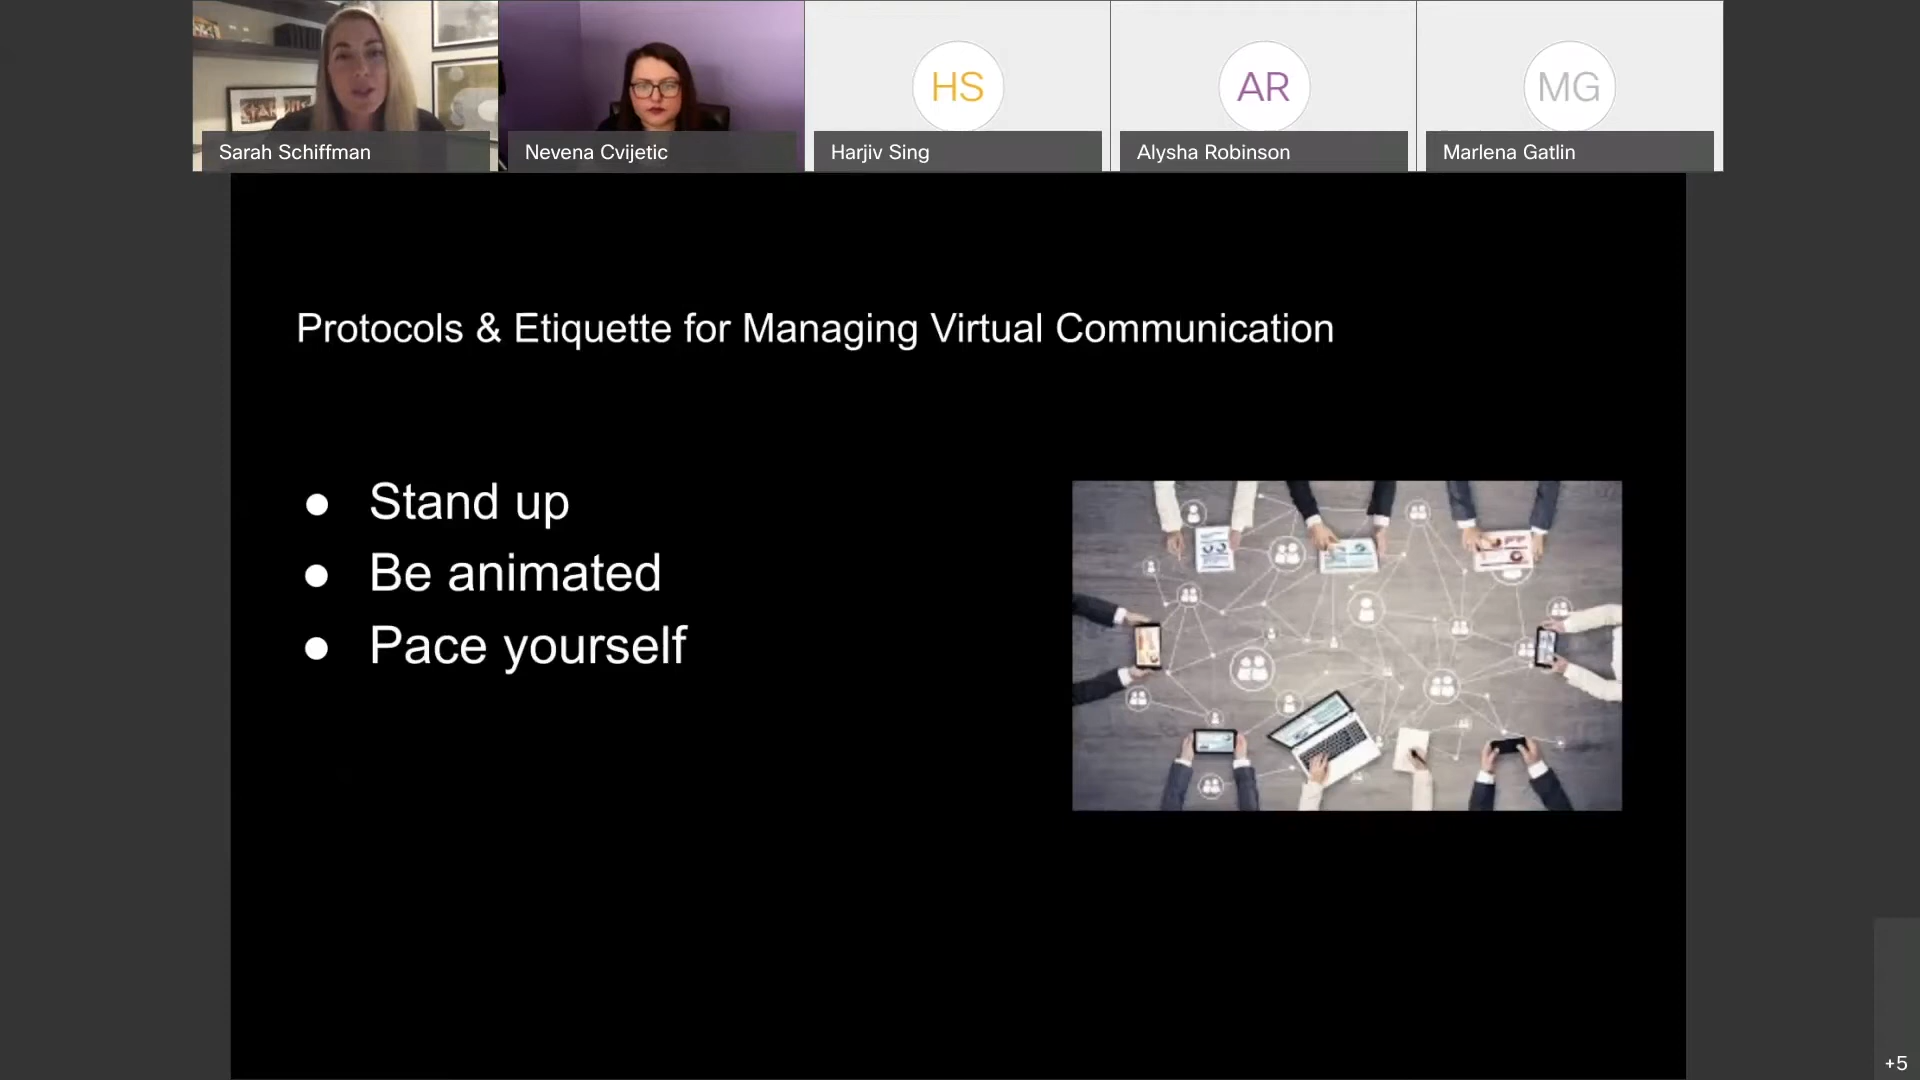 HS
AR
MG
Sarah Schiffman
Nevena Cvijetic
Harjiv Sing
Alysha Robinson
Marlena Gatlin
Protocols & Etiquette for Managing Virtual Communication
● Stand up
● Be animated
● Pace yourself
+5